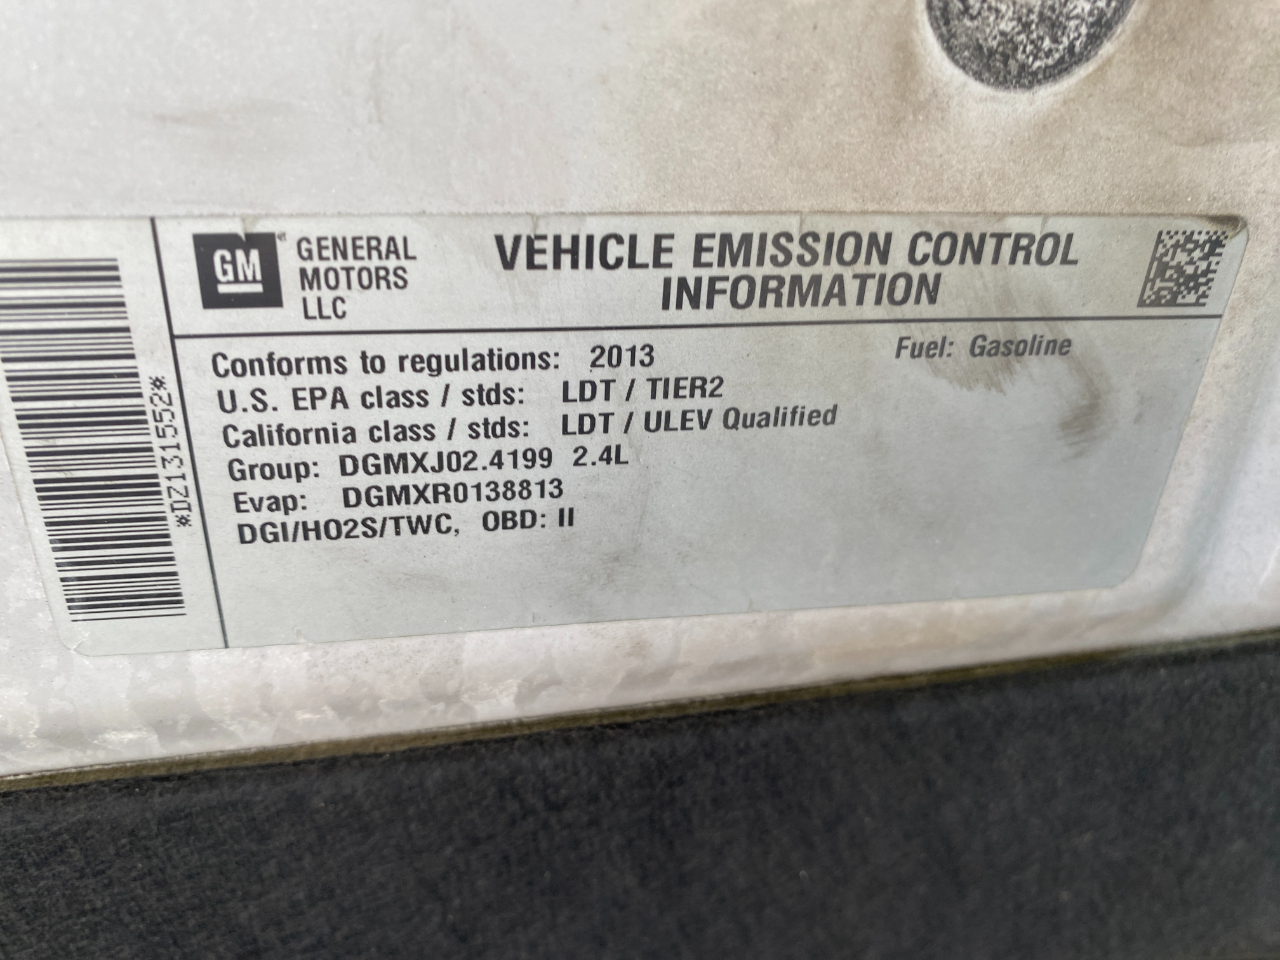 *DZ131552*
GM
GENERAL
MOTORS
LLC
VEHICLE EMISSION CONTROL
INFORMATION
Conforms to regulations: 2013
Fuel: Gasoline
U.S. EPA class / stds: LDT / TIER2
California class / stds: LDT / ULEV Qualified
Group: DGMXJ02.4199 2.4L
Evap: DGMXR0138813
DGI/HO2S/TWC, OBD: II